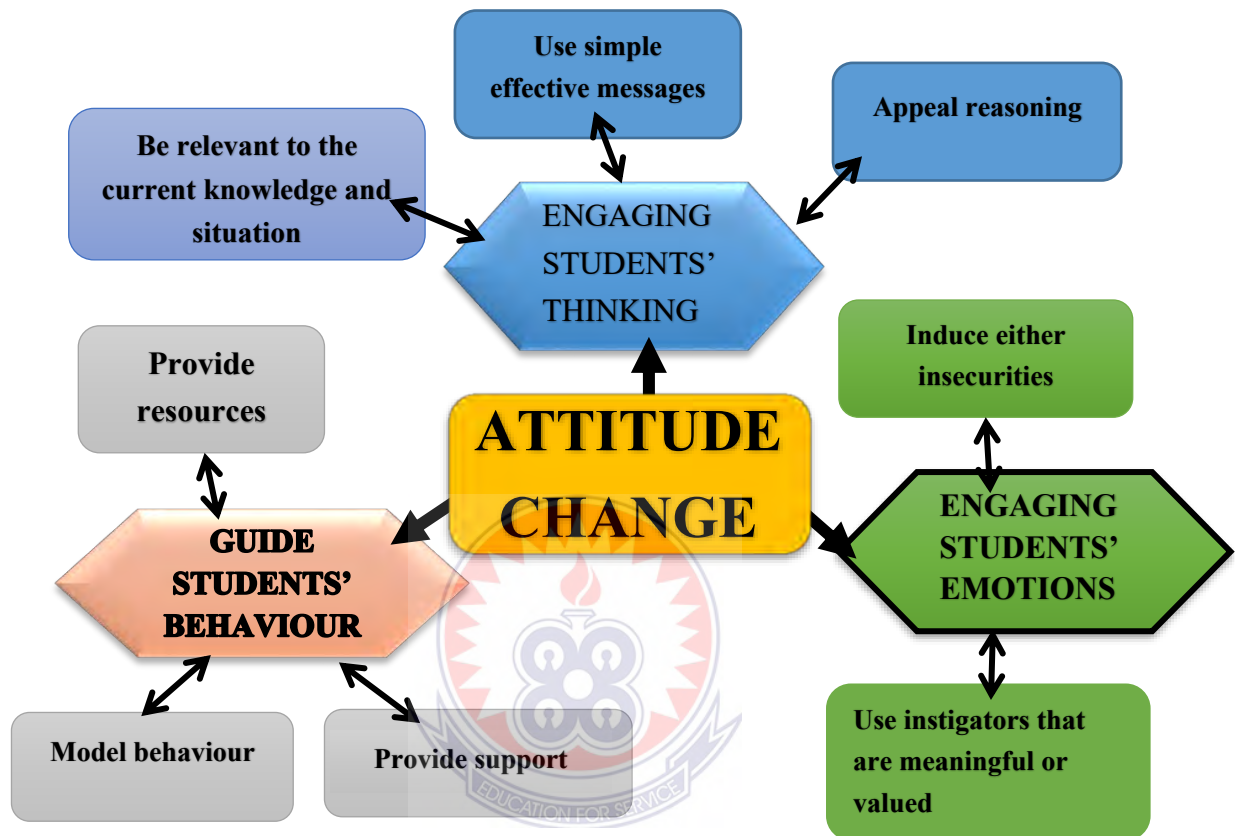 Use simple
effective messages
Appeal reasoning
Be relevant to the
current knowledge and
situation
ENGAGING
STUDENTS’
THINKING
Provide
resources
Induce either
insecurities
ATTITUDE
CHANGE
GUIDE
STUDENTS’
BEHAVIOUR
ENGAGING
STUDENTS’
EMOTIONS
Model behaviour
Provide support
Use instigators that
are meaningful or
valued
EDUCATION FOR SERVICE